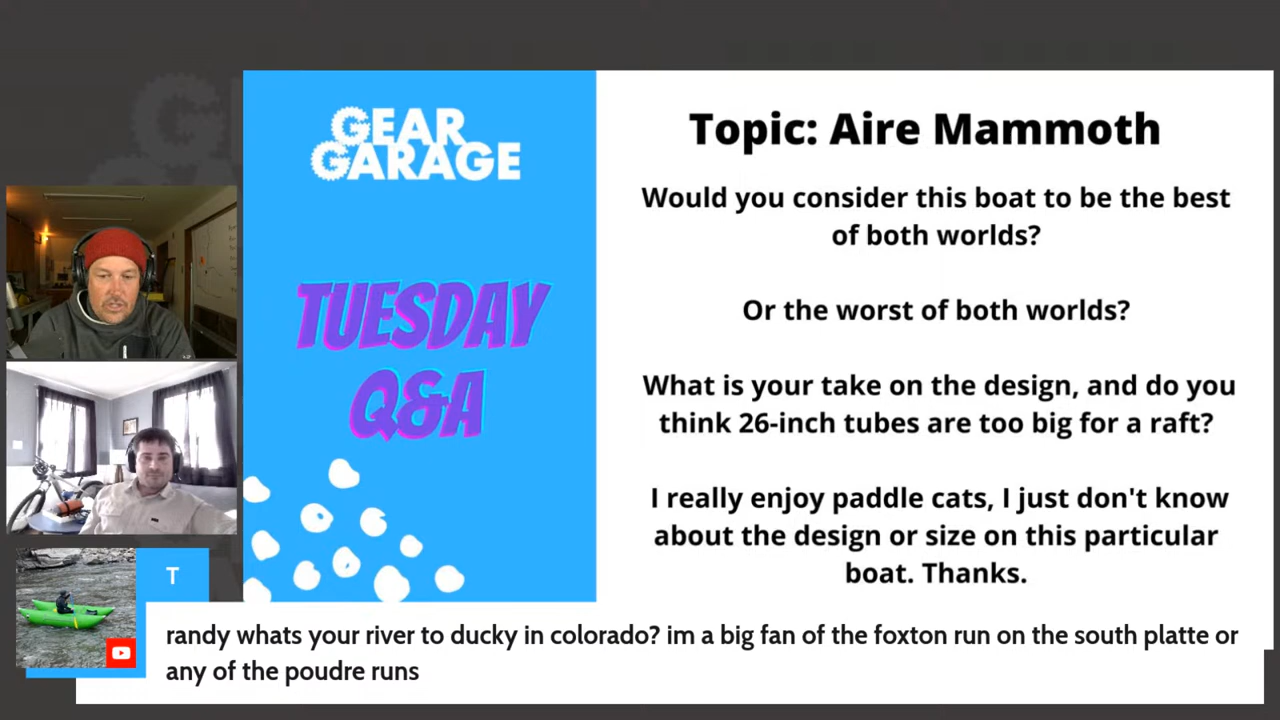 GEAR
GARAGE
TUESDAY
Q&A
Topic: Aire Mammoth
Would you consider this boat to be the best
of both worlds?
Or the worst of both worlds?
What is your take on the design, and do you
think 26-inch tubes are too big for a raft?
I really enjoy paddle cats, I just don't know
about the design or size on this particular
boat. Thanks.
T
randy whats your river to ducky in colorado? im a big fan of the foxton run on the south platte or
any of the poudre runs